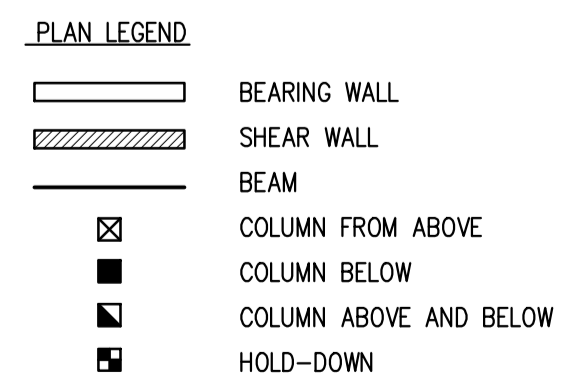 PLAN LEGEND
BEARING WALL
SHEAR WALL
BEAM
COLUMN FROM ABOVE
COLUMN BELOW
COLUMN ABOVE AND BELOW
HOLD-DOWN